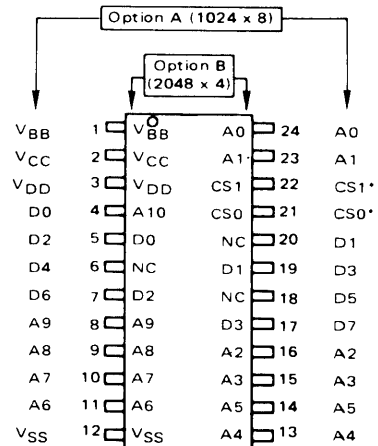 Option A (1024 x 8)
Option B
(2048 x 4)
VBB 1 VBB A0 24 A0
VCC 2 VCC A1 23 A1
VDD 3 VDD CS1 22 CS1*
D0 4 A10 CS0 21 CS0*
D2 5 D0 NC 20 D1
D4 6 NC D1 19 D3
D6 7 D2 NC 18 D5
A9 8 A9 D3 17 D7
A8 9 A8 A2 16 A2
A7 10 A7 A3 15 A3
A6 11 A6 A5 14 A5
VSS 12 VSS A4 13 A4